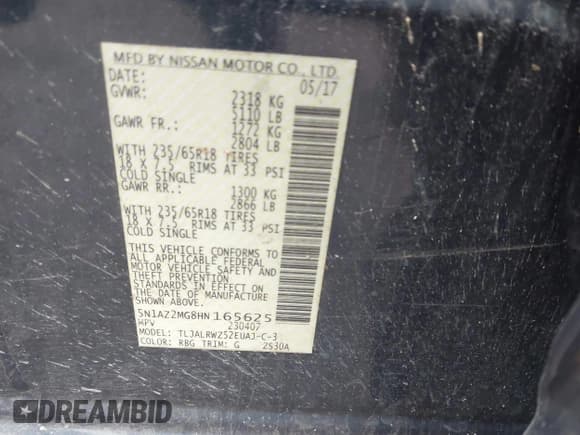 MFD BY NISSAN MOTOR CO., LTD.
DATE: 05/17
GVWR: 2318 KG
5110 LB
GAWR FR.: 1272 KG
2804 LB
WITH 235/65R18 TIRES
18 X 7.5 RIMS AT 33 PSI
COLD SINGLE
GAWR RR.: 1300 KG
2866 LB
WITH 235/65R18 TIRES
18 X 7.5 RIMS AT 33 PSI
COLD SINGLE
THIS VEHICLE CONFORMS TO
ALL APPLICABLE FEDERAL
MOTOR VEHICLE SAFETY AND
THEFT PREVENTION
STANDARDS IN EFFECT ON
THE DATE OF MANUFACTURE
SHOWN ABOVE.
5N1AZ2MG8HN165625
MPV 230407
MODEL: TLJALRWZ52EUAJ-C-3
COLOR: RBG TRIM: G 2S30A
DREAMBID
DREAMBID.COM